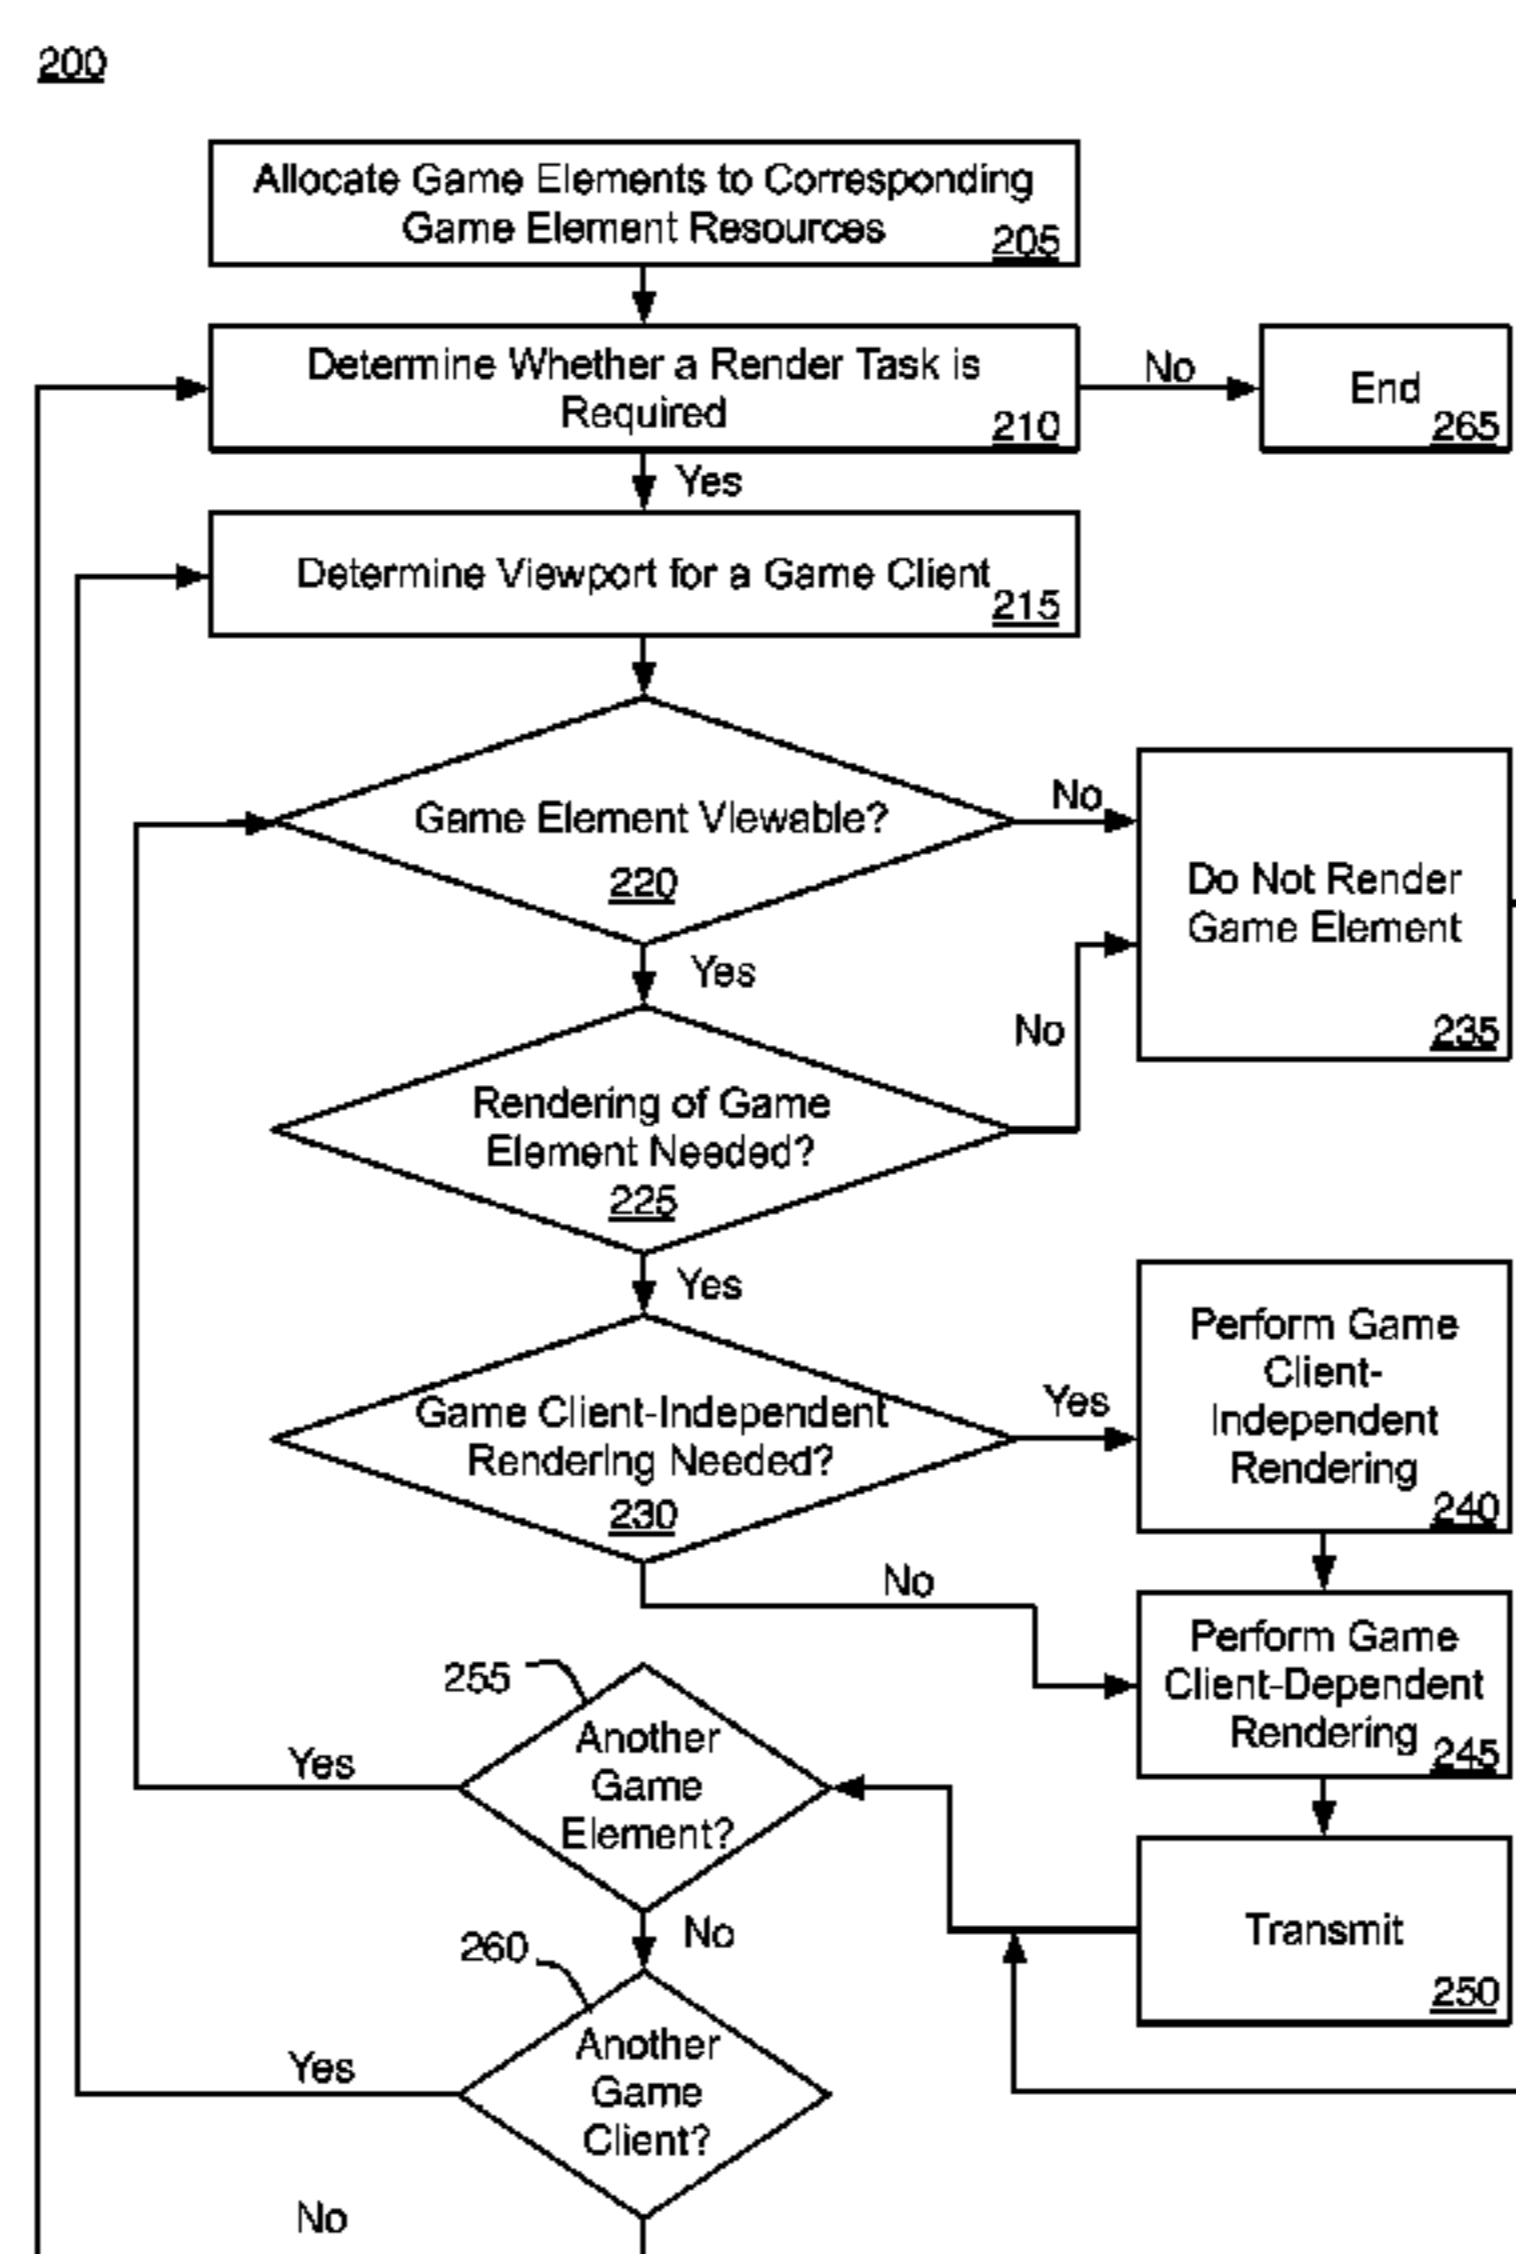 200
Allocate Game Elements to Corresponding
Game Element Resources
205
Determine Whether a Render Task is
Required
210
No
End
265
Yes
Determine Viewport for a Game Client
215
Game Element Viewable?
220
No
Do Not Render
Game Element
235
Yes
No
Rendering of Game
Element Needed?
225
Yes
Game Client-Independent
Rendering Needed?
230
Yes
Perform Game
Client-
Independent
Rendering
240
No
Perform Game
Client-Dependent
Rendering
245
255
Another
Game
Element?
Yes
No
Transmit
250
260
Another
Game
Client?
Yes
No